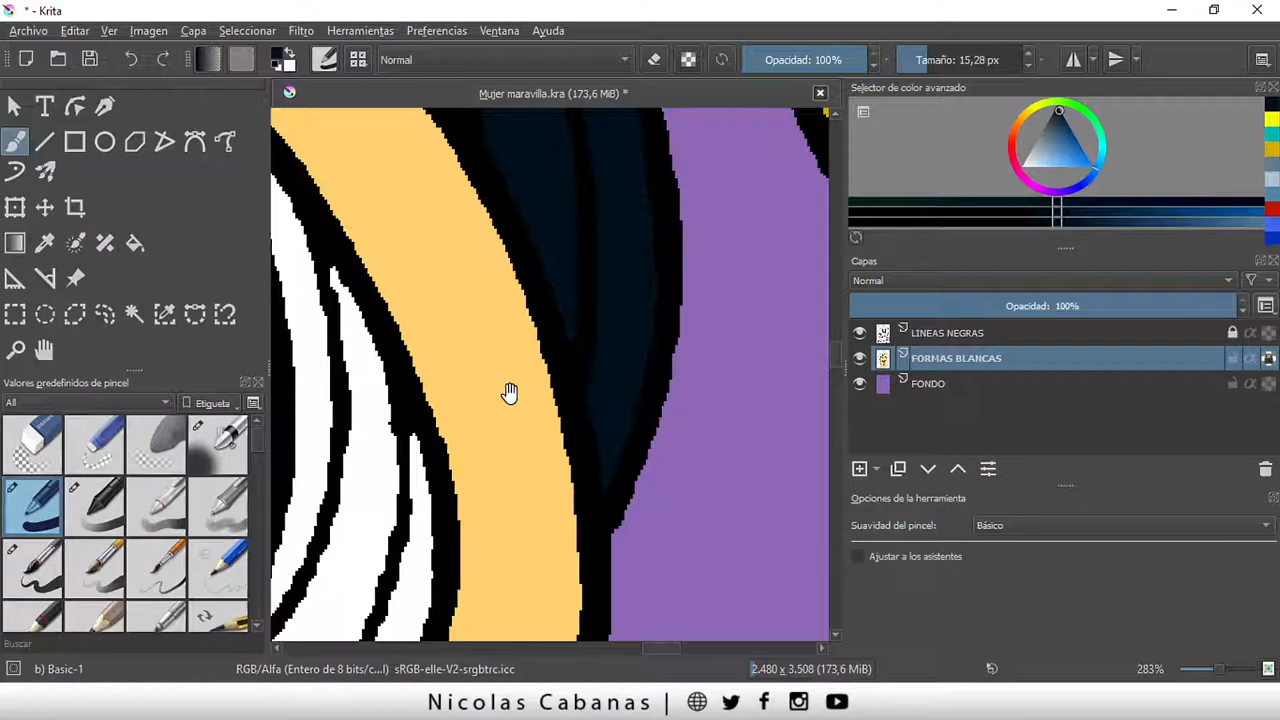 * - Krita
Archivo Editar Ver Imagen Capa Seleccionar Filtro Herramientas Preferencias Ventana Ayuda
Normal Opacidad: 100% Tamaño: 15,28 px
Mujer maravilla.kra (173,6 MiB) *
Selector de color avanzado
Capas
Normal
Opacidad: 100%
LINEAS NEGRAS
FORMAS BLANCAS
FONDO
Valores predefinidos de pincel
All Etiqueta
Opciones de la herramienta
Suavidad del pincel: Básico
Ajustar a los asistentes
Buscar
b) Basic-1 RGB/Alfa (Entero de 8 bits/c...l) sRGB-elle-V2-srgbtrc.icc 2.480 x 3.508 (173,6 MiB) 283%
Nicolas Cabanas |